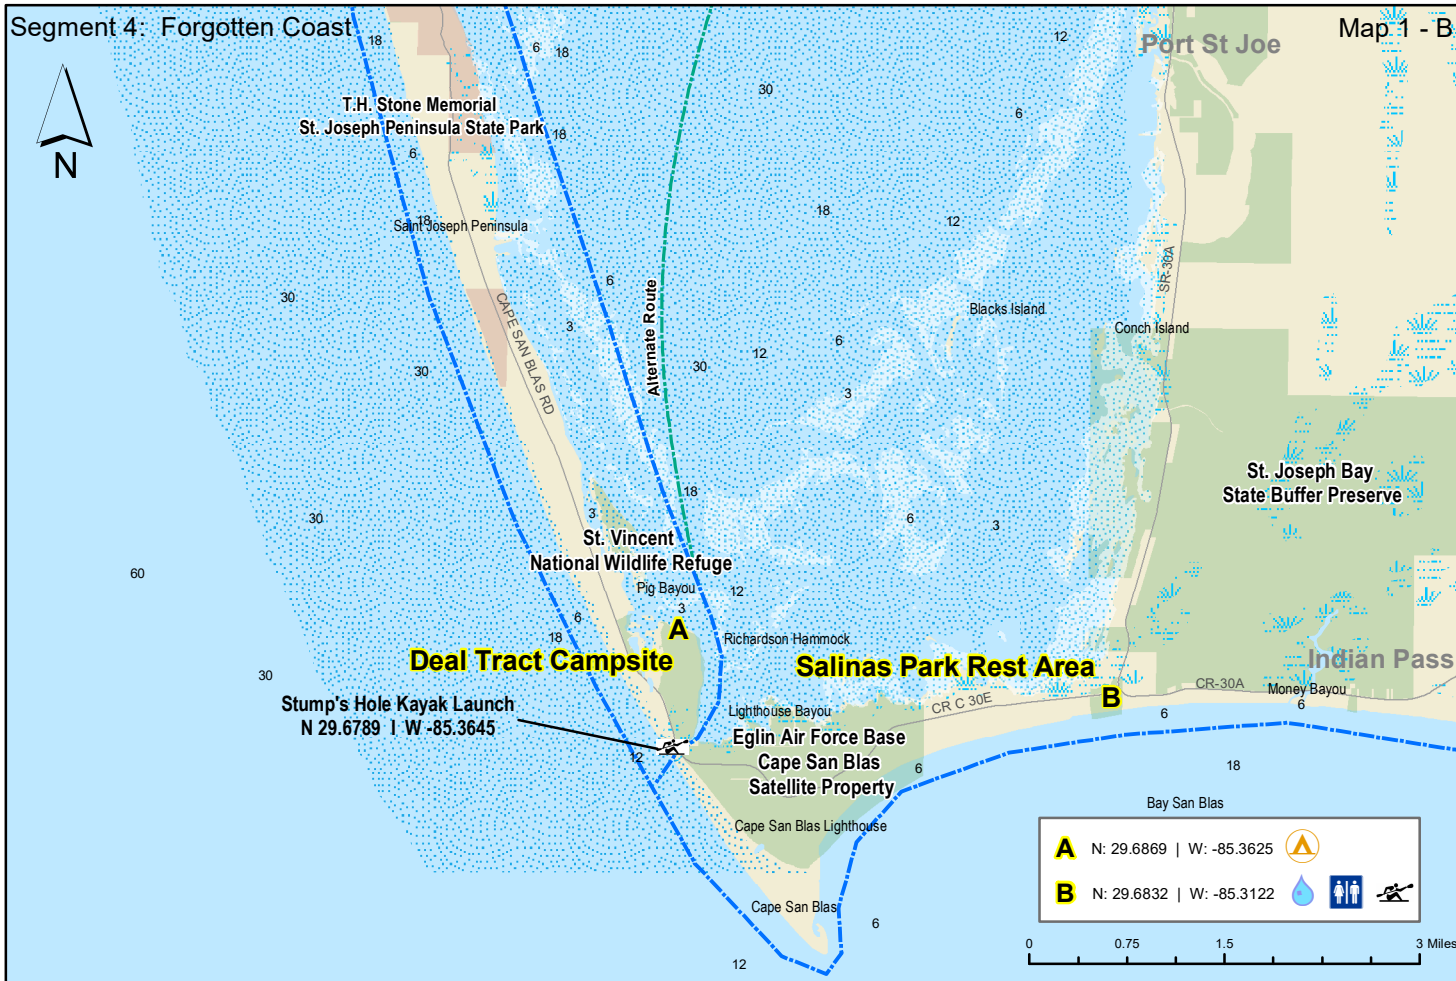 Segment 4: Forgotten Coast
Map 1 - B
Port St Joe
N
T.H. Stone Memorial
St. Joseph Peninsula State Park
Saint Joseph Peninsula
CAPE SAN BLAS RD
Alternate Route
SR-30A
Blacks Island
Conch Island
St. Joseph Bay
State Buffer Preserve
St. Vincent
National Wildlife Refuge
Pig Bayou
A
Deal Tract Campsite
Richardson Hammock
Salinas Park Rest Area
B
Indian Pass
CR-30A
Money Bayou
CR C 30E
Stump's Hole Kayak Launch
N 29.6789 I W -85.3645
Lighthouse Bayou
Eglin Air Force Base
Cape San Blas
Satellite Property
Cape San Blas Lighthouse
Cape San Blas
Bay San Blas
18
6
18
12
30
6
18
6
18
18
12
30
6
3
30
12
6
30
3
18
30
3
6
3
60
12
3
6
18
30
6
6
12
6
18
6
12
A N: 29.6869 | W: -85.3625
B N: 29.6832 | W: -85.3122
0 0.75 1.5 3 Miles